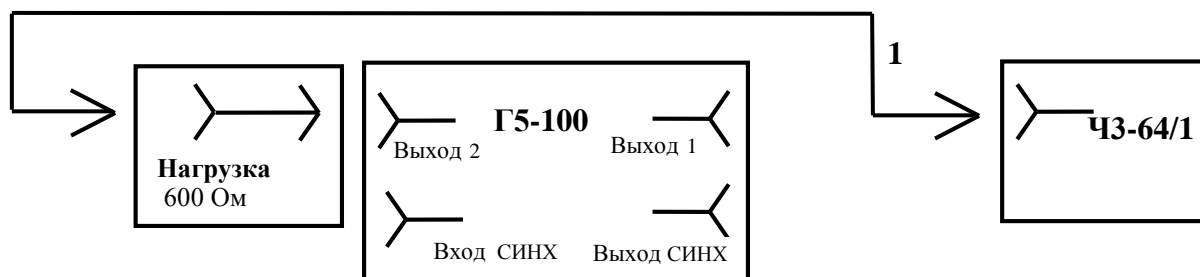 1
Нагрузка
600 Ом
Г5-100
Выход 2
Выход 1
Вход СИНХ
Выход СИНХ
Ч3-64/1